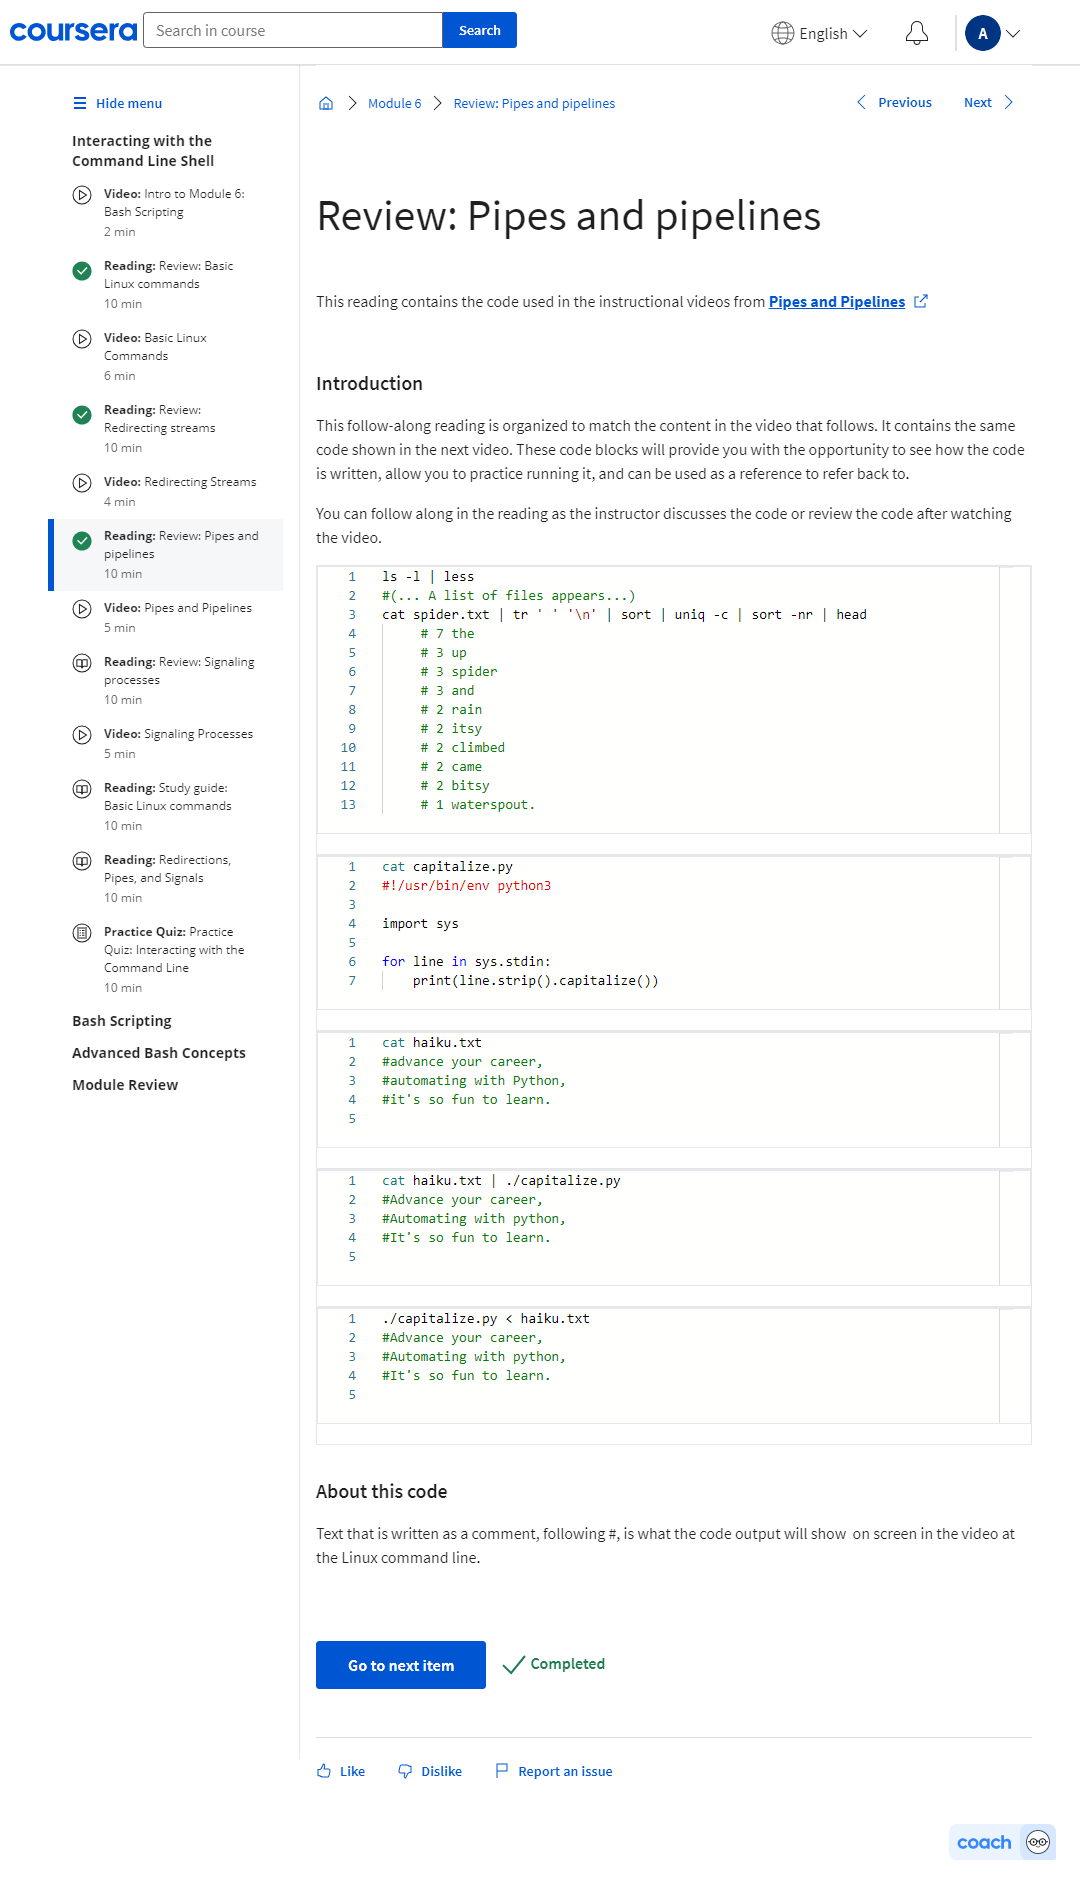 coursera
Search in course
Search
English
A
Hide menu
Interacting with the
Command Line Shell
Video: Intro to Module 6:
Bash Scripting
2 min
Reading: Review: Basic
Linux commands
10 min
Video: Basic Linux
Commands
6 min
Reading: Review:
Redirecting streams
10 min
Video: Redirecting Streams
4 min
Reading: Review: Pipes and
pipelines
10 min
Video: Pipes and Pipelines
5 min
Reading: Review: Signaling
processes
10 min
Video: Signaling Processes
5 min
Reading: Study guide:
Basic Linux commands
10 min
Reading: Redirections,
Pipes, and Signals
10 min
Practice Quiz: Practice
Quiz: Interacting with the
Command Line
10 min
Bash Scripting
Advanced Bash Concepts
Module Review
Module 6 Review: Pipes and pipelines
Previous Next
Review: Pipes and pipelines
This reading contains the code used in the instructional videos from Pipes and Pipelines
Introduction
This follow-along reading is organized to match the content in the video that follows. It contains the same
code shown in the next video. These code blocks will provide you with the opportunity to see how the code
is written, allow you to practice running it, and can be used as a reference to refer back to.
You can follow along in the reading as the instructor discusses the code or review the code after watching
the video.
1 ls -l | less
2 #(... A list of files appears...)
3 cat spider.txt | tr ' ' '\n' | sort | uniq -c | sort -nr | head
4 # 7 the
5 # 3 up
6 # 3 spider
7 # 3 and
8 # 2 rain
9 # 2 itsy
10 # 2 climbed
11 # 2 came
12 # 2 bitsy
13 # 1 waterspout.
1 cat capitalize.py
2 #!/usr/bin/env python3
3
4 import sys
5
6 for line in sys.stdin:
7 print(line.strip().capitalize())
1 cat haiku.txt
2 #advance your career,
3 #automating with Python,
4 #it's so fun to learn.
5
1 cat haiku.txt | ./capitalize.py
2 #Advance your career,
3 #Automating with python,
4 #It's so fun to learn.
5
1 ./capitalize.py < haiku.txt
2 #Advance your career,
3 #Automating with python,
4 #It's so fun to learn.
5
About this code
Text that is written as a comment, following #, is what the code output will show  on screen in the video at
the Linux command line.
Go to next item
Completed
Like Dislike Report an issue
coach